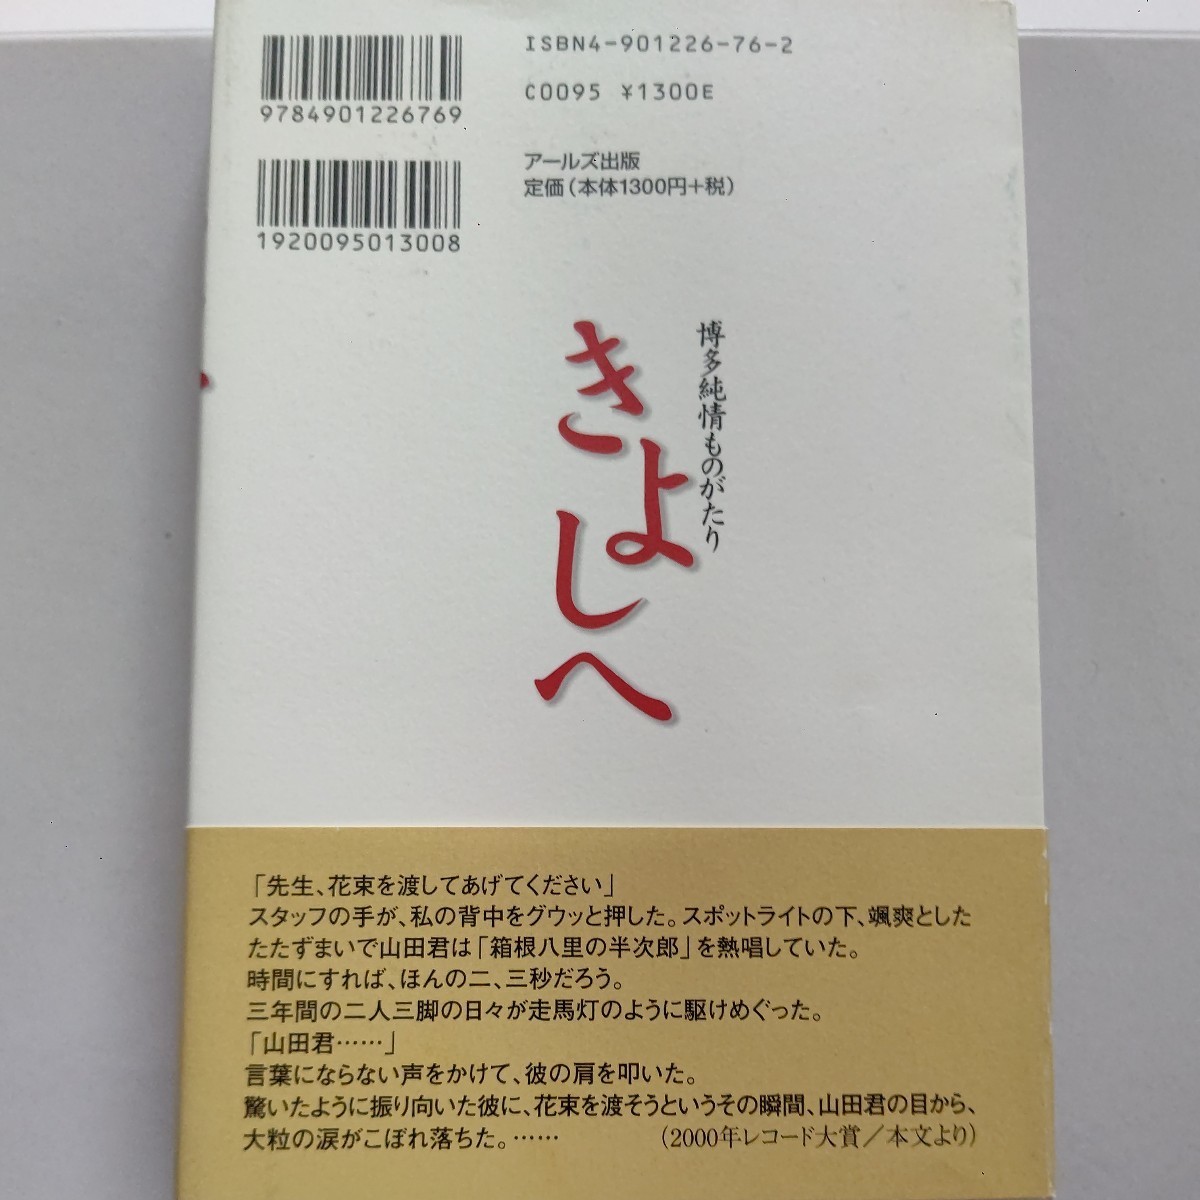 ISBN4-901226-76-2
9784901226769
C0095 ¥1300E
アールズ出版
定価(本体1300円+税)
1920095013008
博多純情ものがたり
きよしへ
「先生、花束を渡してあげてください」
スタッフの手が、私の背中をグウッと押した。スポットライトの下、颯爽とした
たたずまいで山田君は「箱根八里の半次郎」を熱唱していた。
時間にすれば、ほんの二、三秒だろう。
三年間の二人三脚の日々が走馬灯のように駆けめぐった。
「山田君……」
言葉にならない声をかけて、彼の肩を叩いた。
驚いたように振り向いた彼に、花束を渡そうというその瞬間、山田君の目から、
大粒の涙がこぼれ落ちた。…… (2000年レコード大賞／本文より)